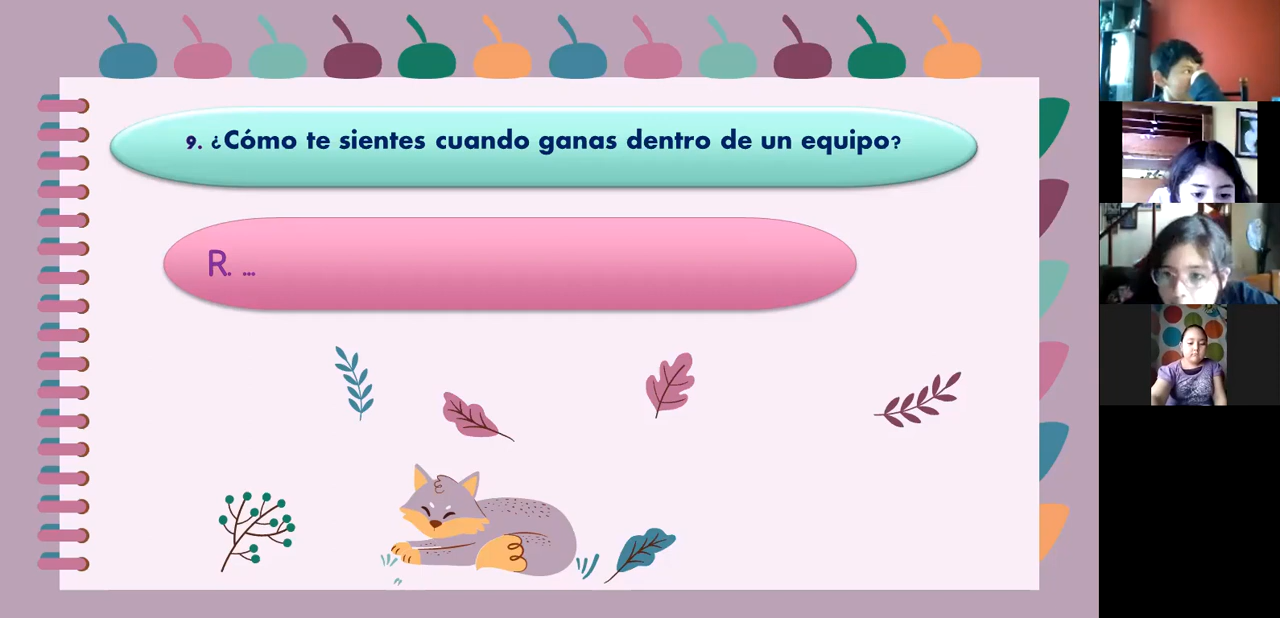 9. ¿Cómo te sientes cuando ganas dentro de un equipo?
R. ...